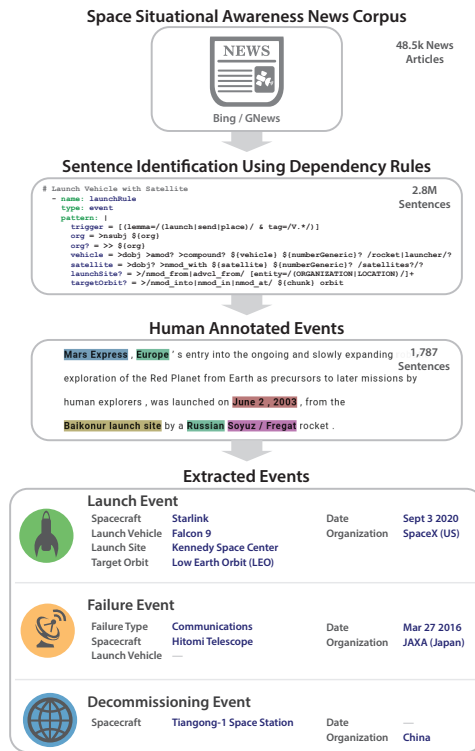 Space Situational Awareness News Corpus
NEWS
48.5k News
Articles
Bing / GNews
Sentence Identification Using Dependency Rules
# Launch Vehicle with Satellite
2.8M
Sentences
- name: launchRule
type: event
pattern: |
trigger = [(lemma=/(launch|send|place)/ & tag=/V.*/)]
org = >nsubj ${org}
org? = >> ${org}
vehicle = >dobj >amod? >compound? ${vehicle} ${numberGeneric}? /rocket|launcher/?
satellite = >dobj? >nmod_with ${satellite} ${numberGeneric}? /satellites?/?
launchSite? = >/nmod_from|advcl_from/ [entity=/(ORGANIZATION|LOCATION)/]+
targetOrbit? = >/nmod_into|nmod_in|nmod_at/ ${chunk} orbit
Human Annotated Events
1,787
Sentences
Mars Express , Europe ' s entry into the ongoing and slowly expanding
exploration of the Red Planet from Earth as precursors to later missions by
human explorers , was launched on June 2 , 2003 , from the
Baikonur launch site by a Russian Soyuz / Fregat rocket .
Extracted Events
Launch Event
Spacecraft Starlink Date Sept 3 2020
Launch Vehicle Falcon 9 Organization SpaceX (US)
Launch Site Kennedy Space Center
Target Orbit Low Earth Orbit (LEO)
Failure Event
Failure Type Communications Date Mar 27 2016
Spacecraft Hitomi Telescope Organization JAXA (Japan)
Launch Vehicle —
Decommissioning Event
Spacecraft Tiangong-1 Space Station Date —
Organization China